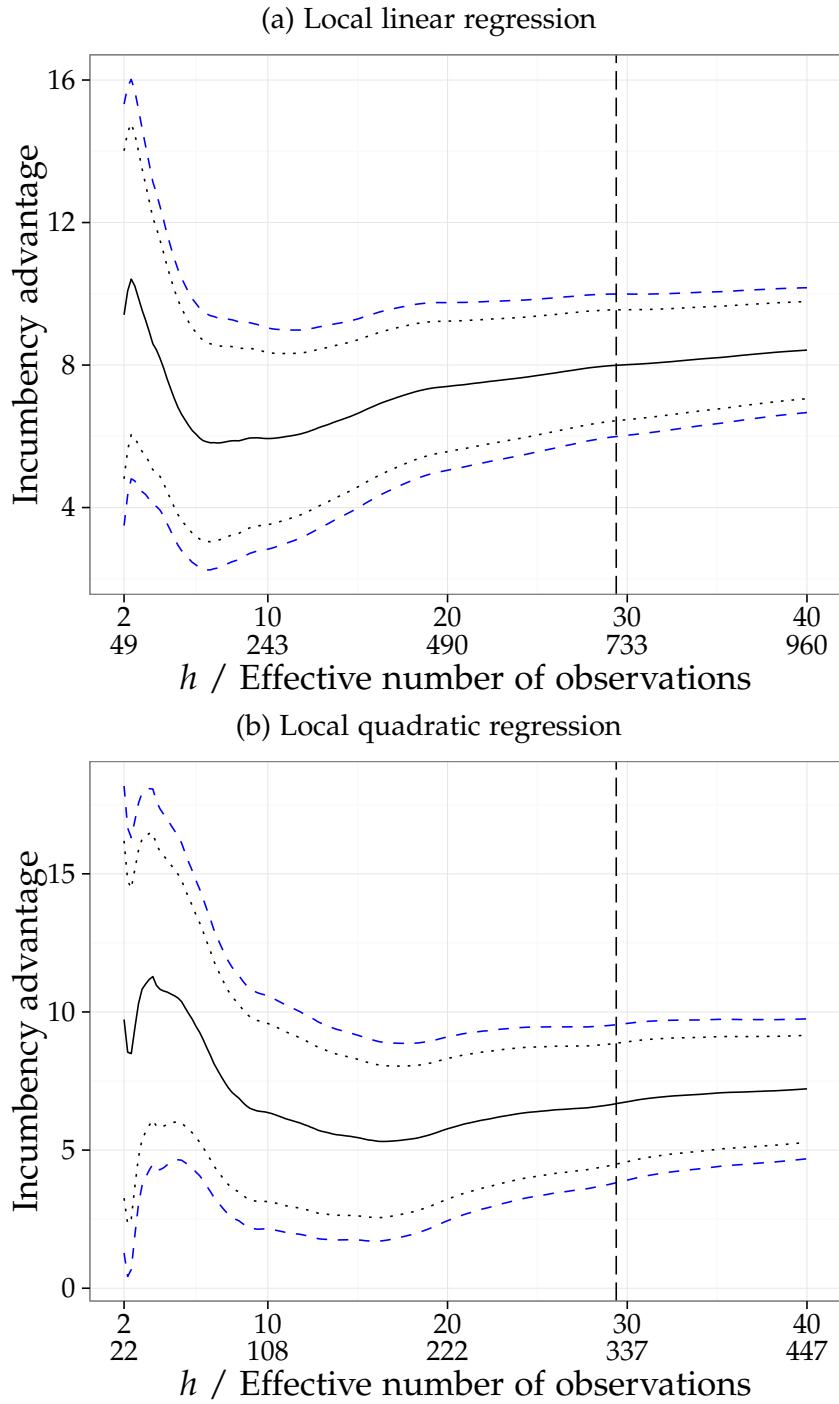 (a) Local linear regression
Incumbency advantage
16
12
8
4
2 10 20 30 40
49 243 490 733 960
h / Effective number of observations
(b) Local quadratic regression
Incumbency advantage
15
10
5
0
2 10 20 30 40
22 108 222 337 447
h / Effective number of observations